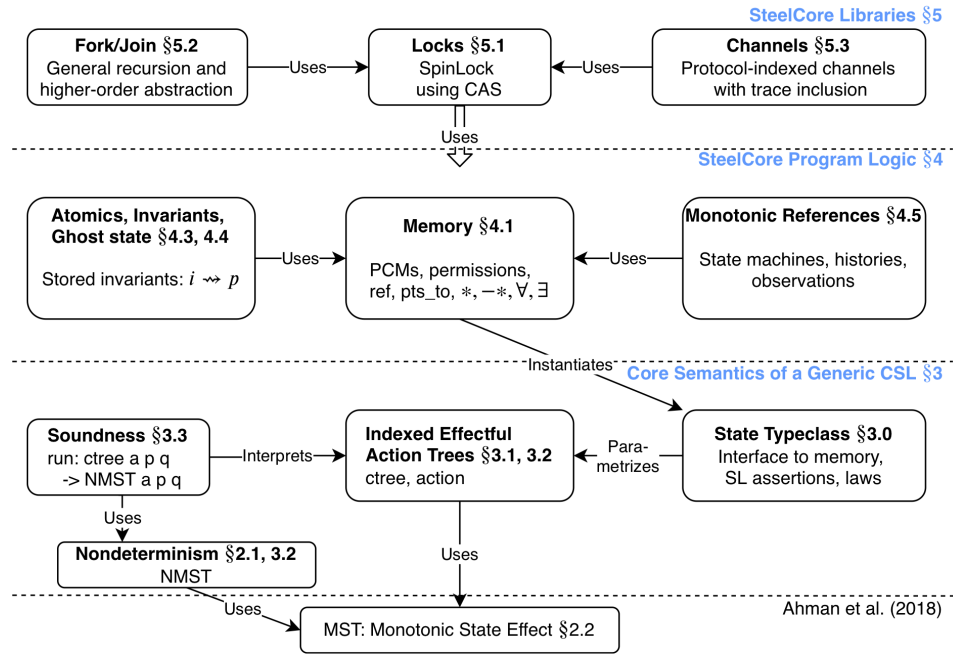 SteelCore Libraries §5
Fork/Join §5.2
General recursion and
higher-order abstraction
Uses
Locks §5.1
SpinLock
using CAS
Uses
Channels §5.3
Protocol-indexed channels
with trace inclusion
Uses
SteelCore Program Logic §4
Atomics, Invariants,
Ghost state §4.3, 4.4
Stored invariants: i ⇝ p
Uses
Memory §4.1
PCMs, permissions,
ref, pts_to, ∗, −∗, ∀, ∃
Uses
Monotonic References §4.5
State machines, histories,
observations
Instantiates
Core Semantics of a Generic CSL §3
Soundness §3.3
run: ctree a p q
-> NMST a p q
Interprets
Indexed Effectful
Action Trees §3.1, 3.2
ctree, action
Para-
metrizes
State Typeclass §3.0
Interface to memory,
SL assertions, laws
Uses
Nondeterminism §2.1, 3.2
NMST
Uses
Uses
Ahman et al. (2018)
MST: Monotonic State Effect §2.2